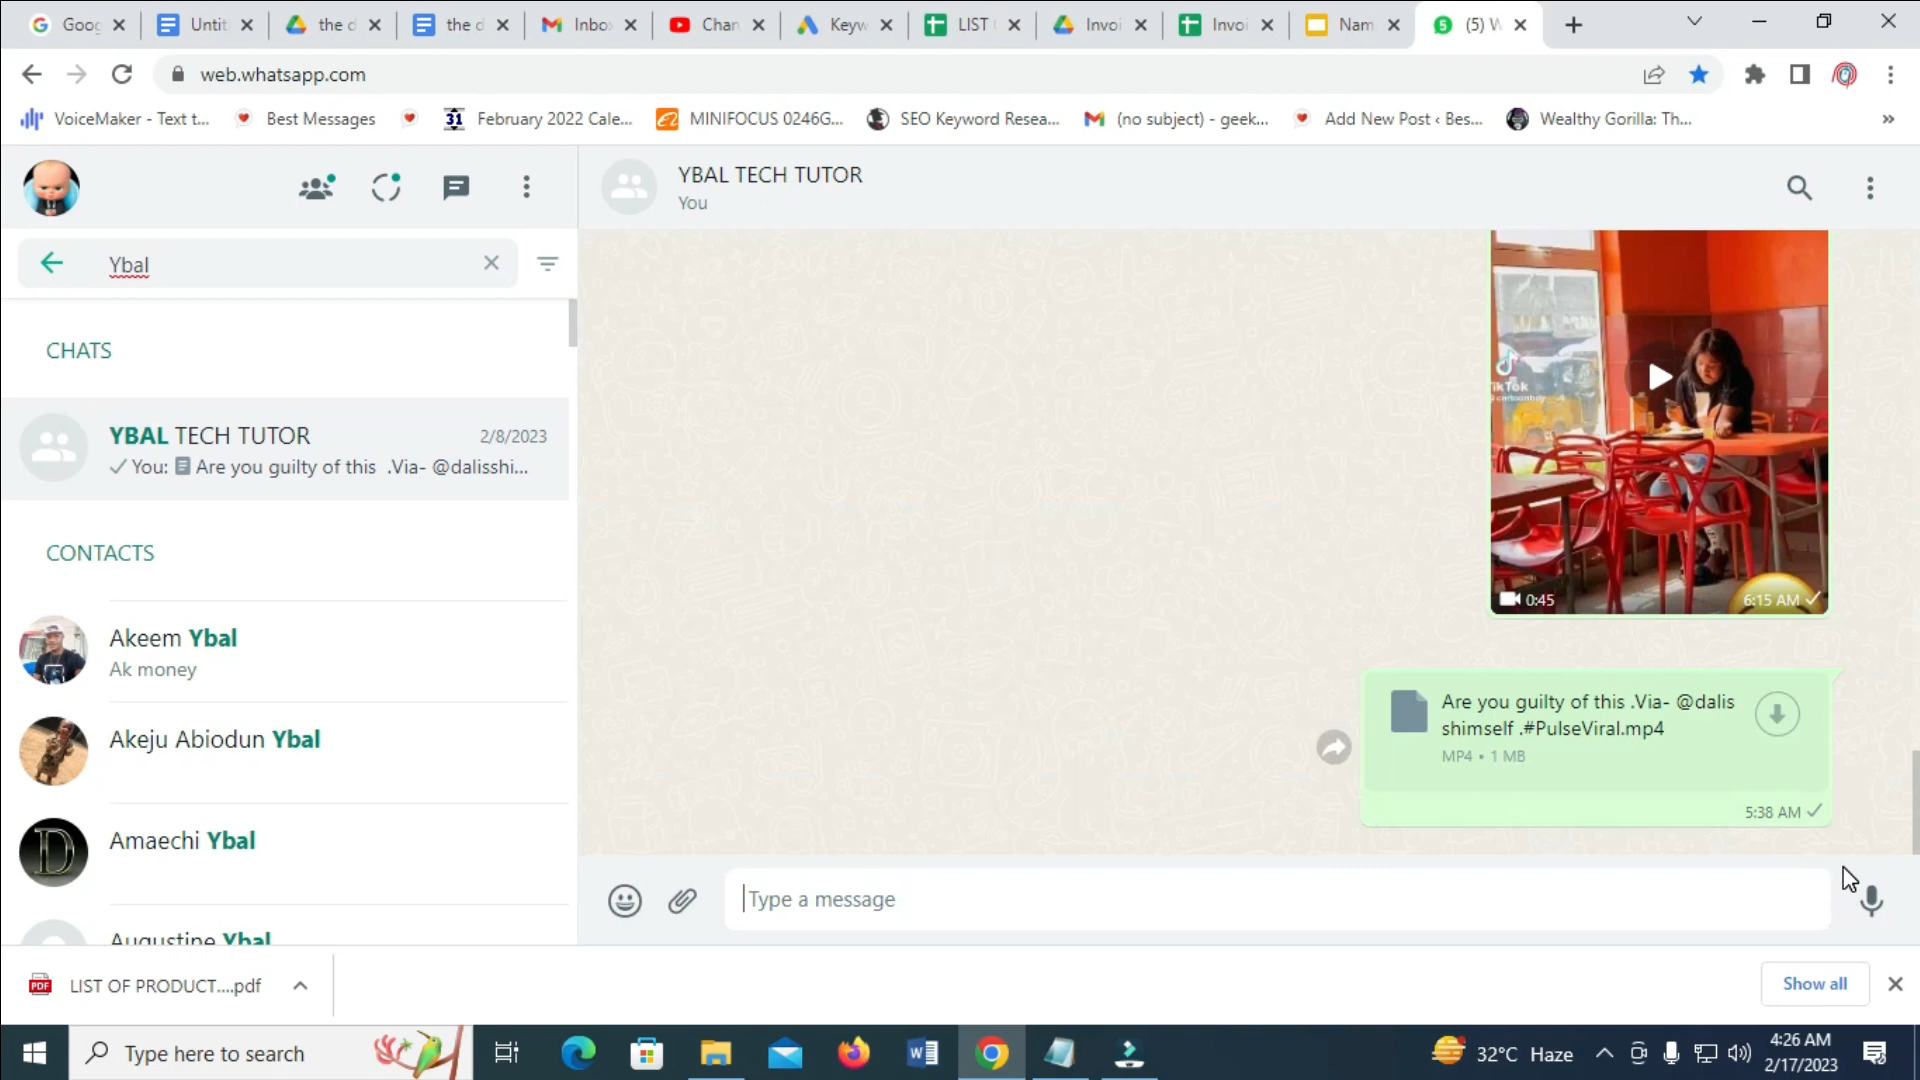 Goog
Untit
the d
the d
Inbo
Chan
Keyw
LIST
Invoi
Invoi
Nam
(5) W
web.whatsapp.com
VoiceMaker - Text t...
Best Messages
31
February 2022 Cale...
MINIFOCUS 0246G...
SEO Keyword Resea...
(no subject) - geek...
Add New Post ‹ Bes...
Wealthy Gorilla: Th...
»
YBAL TECH TUTOR
You
Ybal
CHATS
YBAL TECH TUTOR
2/8/2023
You: Are you guilty of this .Via- @dalisshi...
CONTACTS
Akeem Ybal
Ak money
Akeju Abiodun Ybal
Amaechi Ybal
D
Augustine Ybal
TikTok
0:45
6:15 AM
Are you guilty of this .Via- @dalis
shimself .#PulseViral.mp4
MP4 • 1 MB
5:38 AM
Type a message
PDF
LIST OF PRODUCT....pdf
Show all
Type here to search
32°C Haze
4:26 AM
2/17/2023